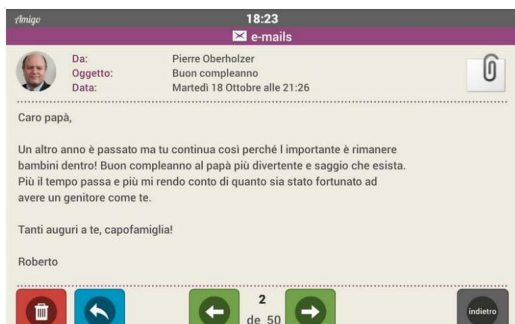 Amigo
18:23
e-mails
Da: Pierre Oberholzer
Oggetto: Buon compleanno
Data: Martedì 18 Ottobre alle 21:26
Caro papà,
Un altro anno è passato ma tu continua così perché l importante è rimanere
bambini dentro! Buon compleanno al papà più divertente e saggio che esista.
Più il tempo passa e più mi rendo conto di quanto sia stato fortunato ad
avere un genitore come te.
Tanti auguri a te, capofamiglia!
Roberto
2
de 50
indietro